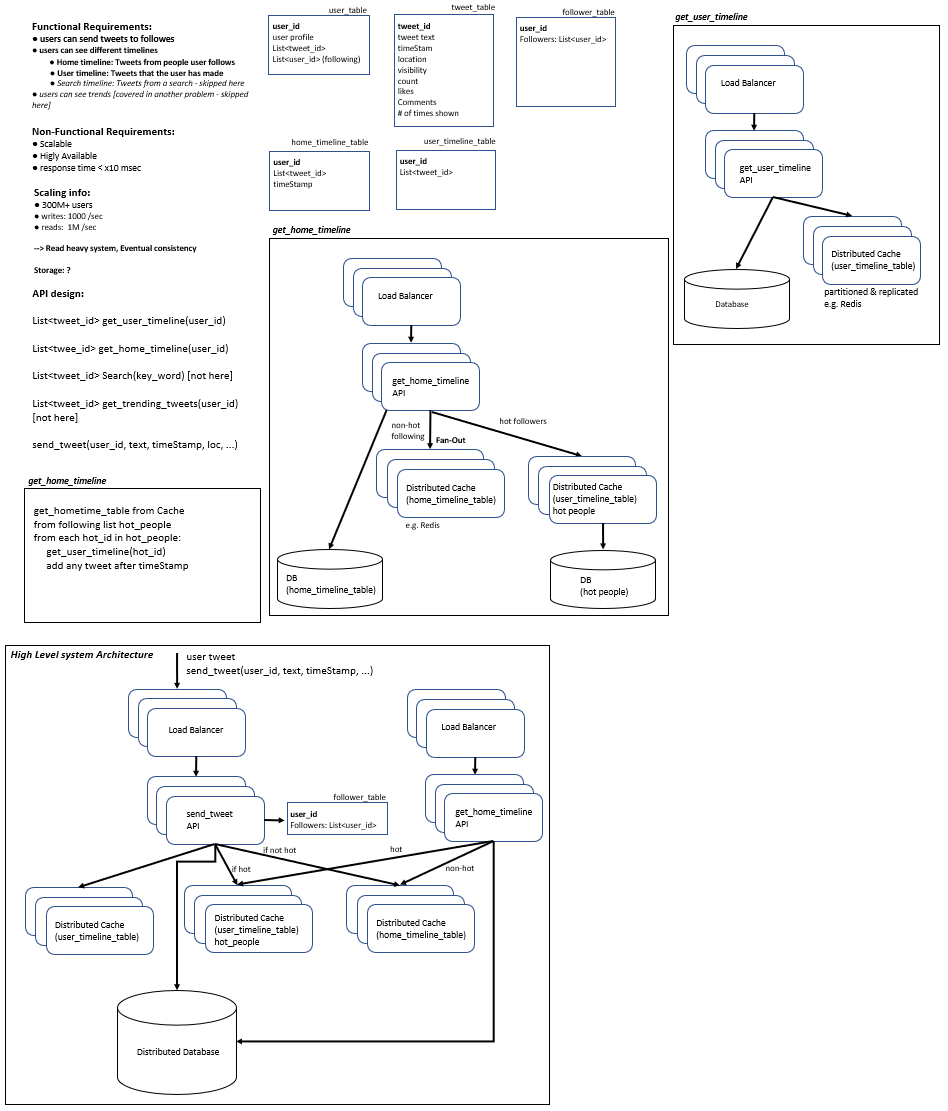 Functional Requirements:
● users can send tweets to followes
● users can see different timelines
● Home timeline: Tweets from people user follows
● User timeline: Tweets that the user has made
● Search timeline: Tweets from a search - skipped here
● users can see trends [covered in another problem - skipped
here]
Non-Functional Requirements:
● Scalable
● Higly Available
● response time < x10 msec
Scaling info:
● 300M+ users
● writes: 1000 /sec
● reads: 1M /sec
--> Read heavy system, Eventual consistency
Storage: ?
API design:
List<tweet_id> get_user_timeline(user_id)
List<twee_id> get_home_timeline(user_id)
List<tweet_id> Search(key_word) [not here]
List<tweet_id> get_trending_tweets(user_id)
[not here]
send_tweet(user_id, text, timeStamp, loc, ...)
get_home_timeline
get_hometime_table from Cache
from following list hot_people
from each hot_id in hot_people:
get_user_timeline(hot_id)
add any tweet after timeStamp
user_table
user_id
user profile
List<tweet_id>
List<user_id> (following)
tweet_table
tweet_id
tweet text
timeStam
location
visibility
count
likes
Comments
# of times shown
follower_table
user_id
Followers: List<user_id>
home_timeline_table
user_id
List<tweet_id>
timeStamp
user_timeline_table
user_id
List<tweet_id>
get_home_timeline
Load Balancer
get_home_timeline
API
non-hot
following
Fan-Out
hot followers
Distributed Cache
(home_timeline_table)
e.g. Redis
Distributed Cache
(user_timeline_table)
hot people
DB
(home_timeline_table)
DB
(hot people)
get_user_timeline
Load Balancer
get_user_timeline
API
Distributed Cache
(user_timeline_table)
partitioned & replicated
e.g. Redis
Database
High Level system Architecture
user tweet
send_tweet(user_id, text, timeStamp, ...)
Load Balancer
Load Balancer
send_tweet
API
follower_table
user_id
Followers: List<user_id>
get_home_timeline
API
if not hot
hot
if hot
non-hot
Distributed Cache
(user_timeline_table)
Distributed Cache
(user_timeline_table)
hot_people
Distributed Cache
(home_timeline_table)
Distributed Database